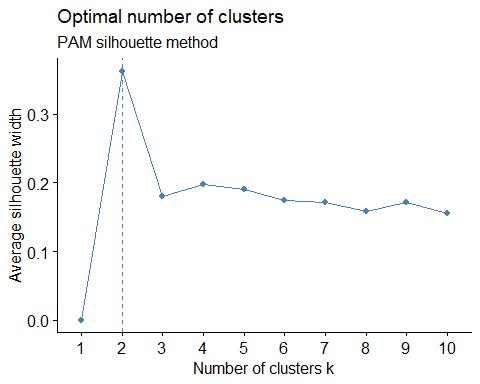 Optimal number of clusters
PAM silhouette method
Average silhouette width
0.3
0.2
0.1
0.0
1 2 3 4 5 6 7 8 9 10
Number of clusters k